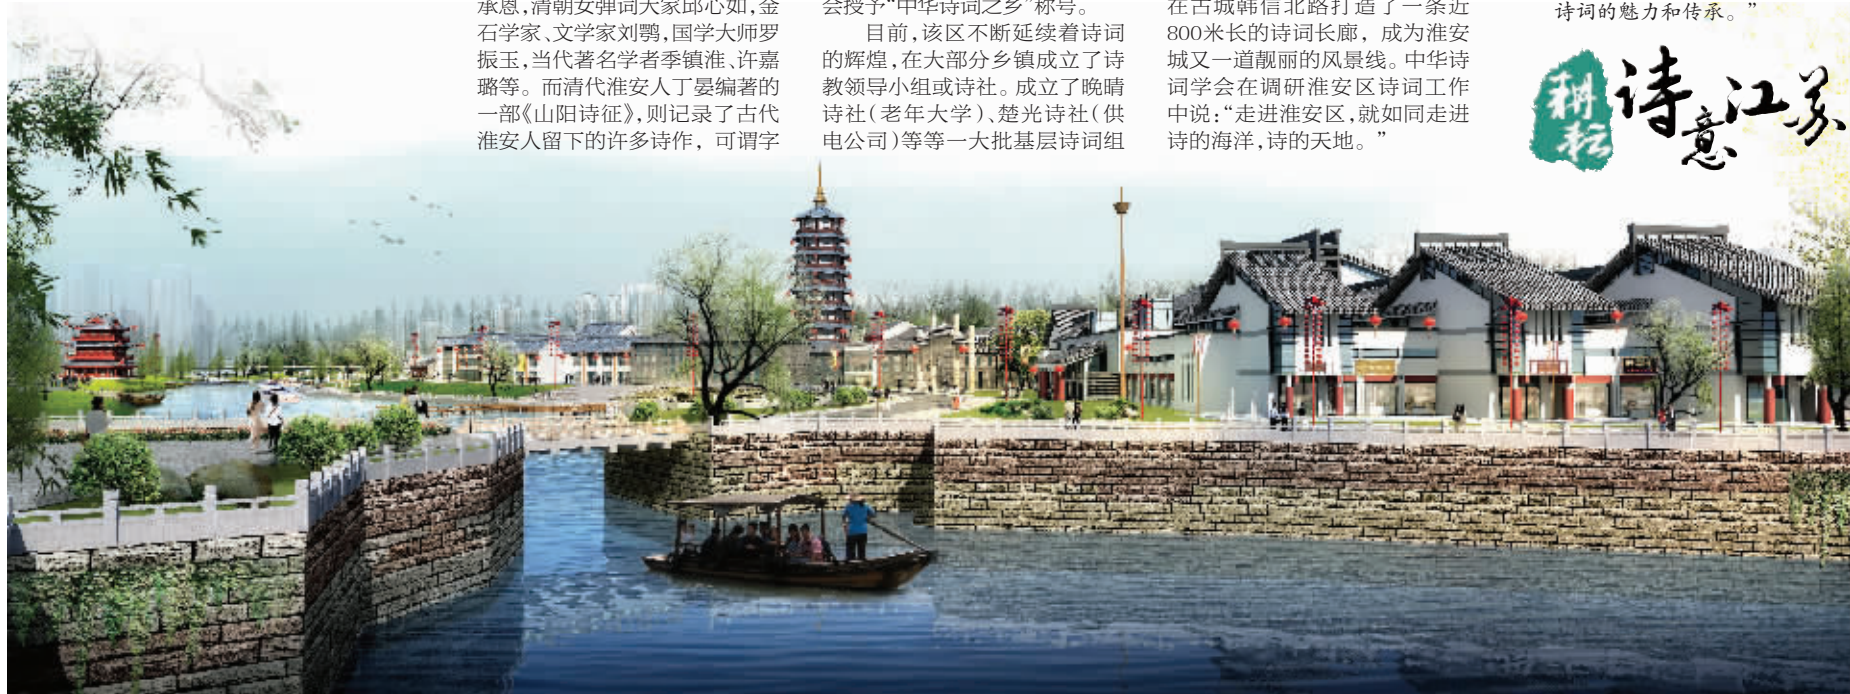 承恩,清朝女弹词大家邱心如,金
石学家、文学家刘鹗,国学大师罗
振玉,当代著名学者季镇淮、许嘉
璐等。而清代淮安人丁晏编著的
一部《山阳诗征》,则记录了古代
淮安人留下的许多诗作，可谓字
会授予“中华诗词之乡”称号。
目前,该区不断延续着诗词
的辉煌,在大部分乡镇成立了诗
教领导小组或诗社。成立了晚晴
诗社(老年大学)、楚光诗社(供
电公司)等等一大批基层诗词组
在古城韩信北路打造了一条近
800米长的诗词长廊，成为淮安
城又一道靓丽的风景线。中华诗
词学会在调研淮安区诗词工作
中说:“走进淮安区,就如同走进
诗的海洋,诗的天地。”
诗词的魅力和传承。”
耕耘
诗意江苏